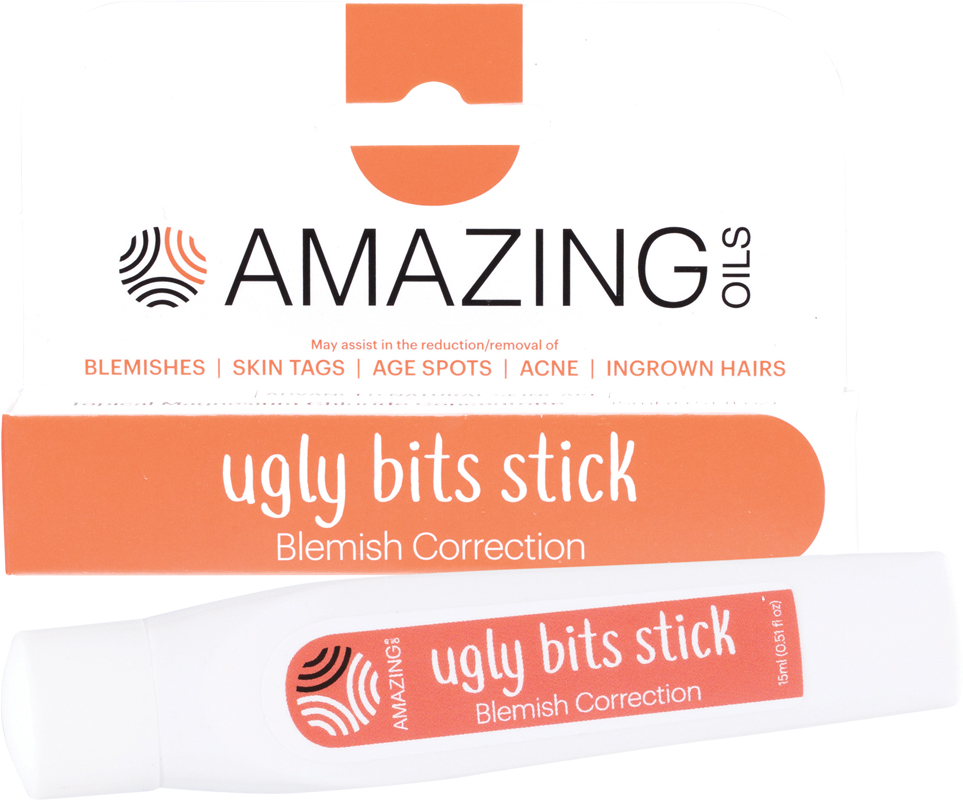 AMAZING OILS
May assist in the reduction/removal of
BLEMISHES | SKIN TAGS | AGE SPOTS | ACNE | INGROWN HAIRS
ugly bits stick
Blemish Correction
AMAZING OILS
ugly bits stick
Blemish Correction
15ml (0.51 fl oz)